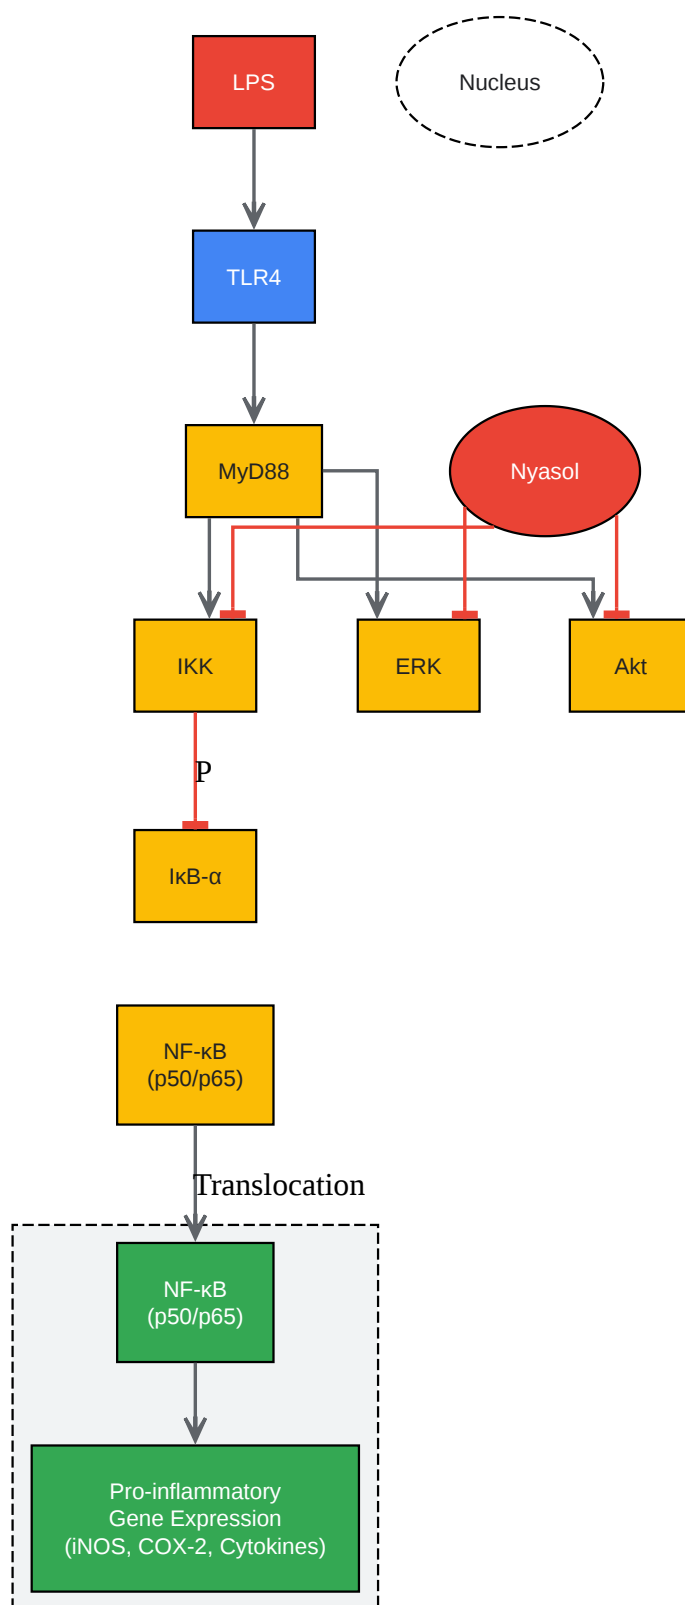 LPS
Nucleus
TLR4
MyD88
Nyasol
IKK
ERK
Akt
P
IκB-α
NF-κB
(p50/p65)
Translocation
NF-κB
(p50/p65)
Pro-inflammatory
Gene Expression
(iNOS, COX-2, Cytokines)